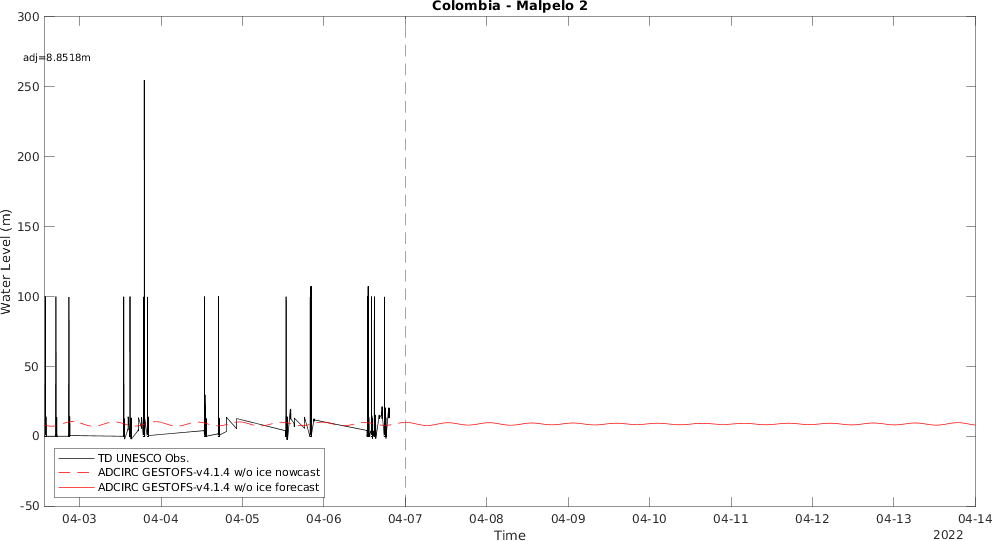 Colombia - Malpelo 2
adj=8.8518m
Water Level (m)
300
250
200
150
100
50
0
-50
TD UNESCO Obs.
ADCIRC GESTOFS-v4.1.4 w/o ice nowcast
ADCIRC GESTOFS-v4.1.4 w/o ice forecast
04-03 04-04 04-05 04-06 04-07 04-08 04-09 04-10 04-11 04-12 04-13 04-14
Time
2022